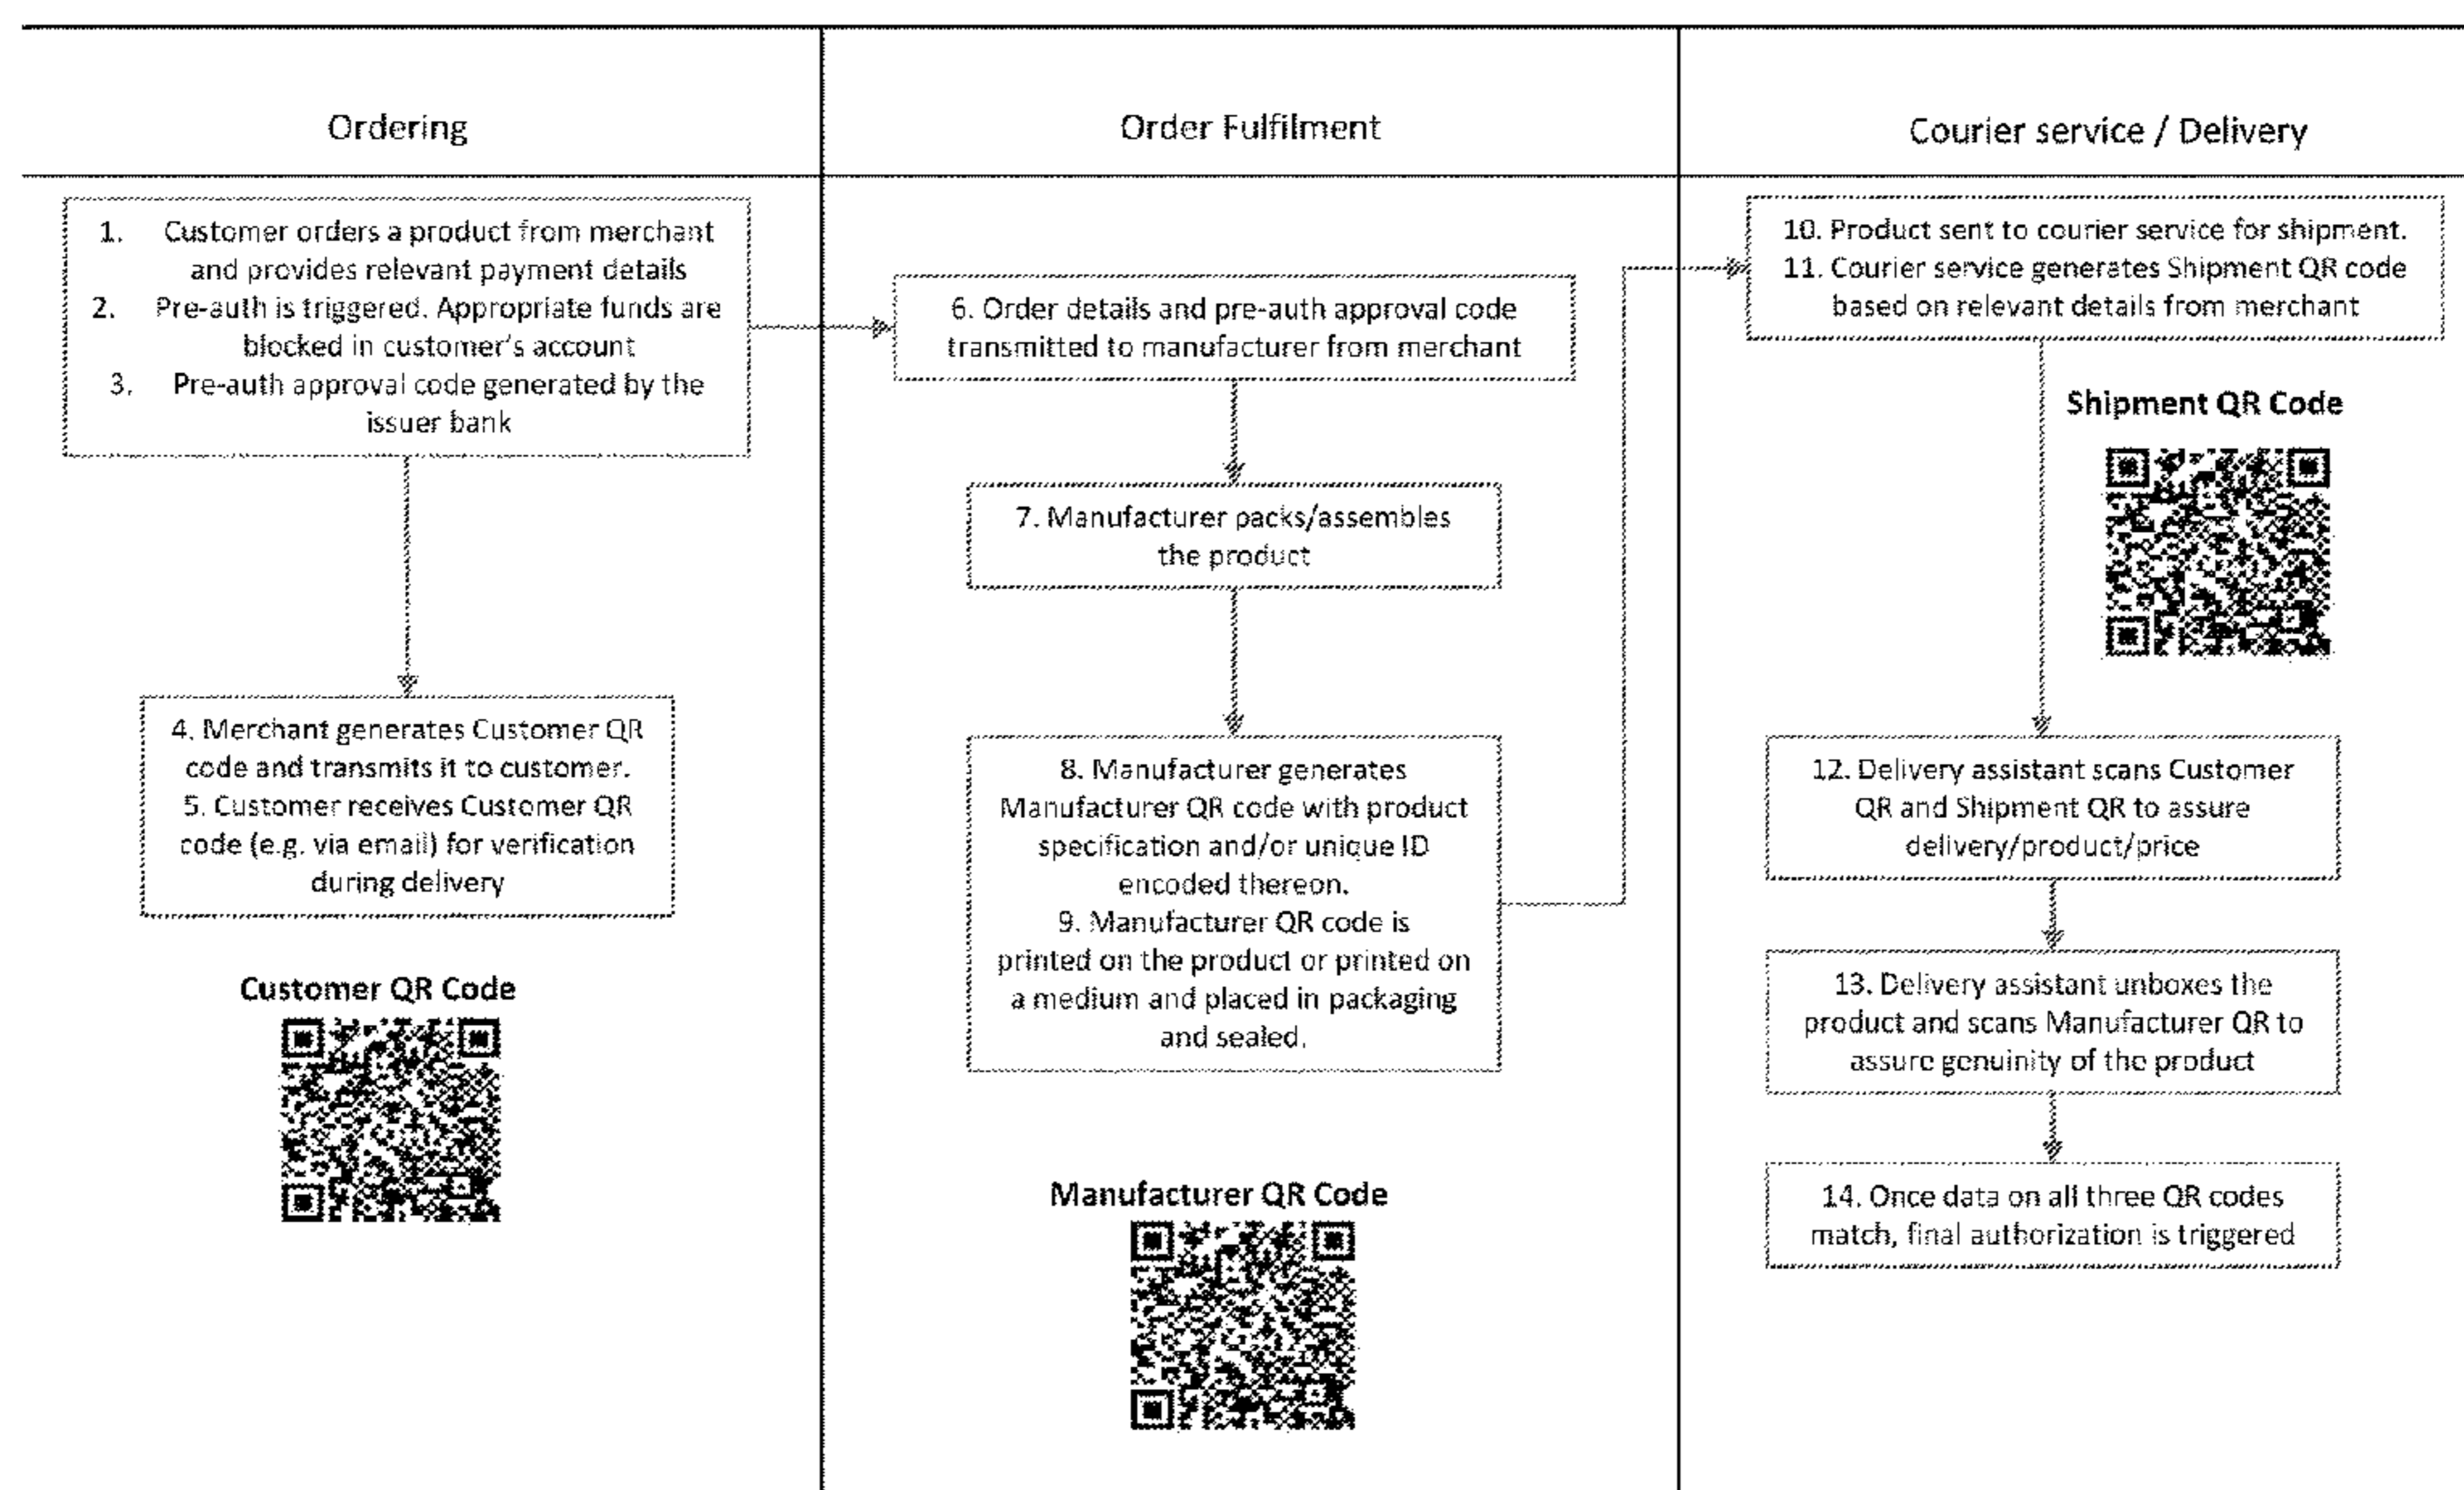 Ordering
1. Customer orders a product from merchant
and provides relevant payment details
2. Pre-auth is triggered. Appropriate funds are
blocked in customer's account
3. Pre-auth approval code generated by the
issuer bank
4. Merchant generates Customer QR
code and transmits it to customer.
5. Customer receives Customer QR
code (e.g. via email) for verification
during delivery
Customer QR Code
Order Fulfilment
6. Order details and pre-auth approval code
transmitted to manufacturer from merchant
7. Manufacturer packs/assembles
the product
8. Manufacturer generates
Manufacturer QR code with product
specification and/or unique ID
encoded thereon.
9. Manufacturer QR code is
printed on the product or printed on
a medium and placed in packaging
and sealed.
Manufacturer QR Code
Courier service / Delivery
10. Product sent to courier service for shipment.
11. Courier service generates Shipment QR code
based on relevant details from merchant
Shipment QR Code
12. Delivery assistant scans Customer
QR and Shipment QR to assure
delivery/product/price
13. Delivery assistant unboxes the
product and scans Manufacturer QR to
assure genuinity of the product
14. Once data on all three QR codes
match, final authorization is triggered